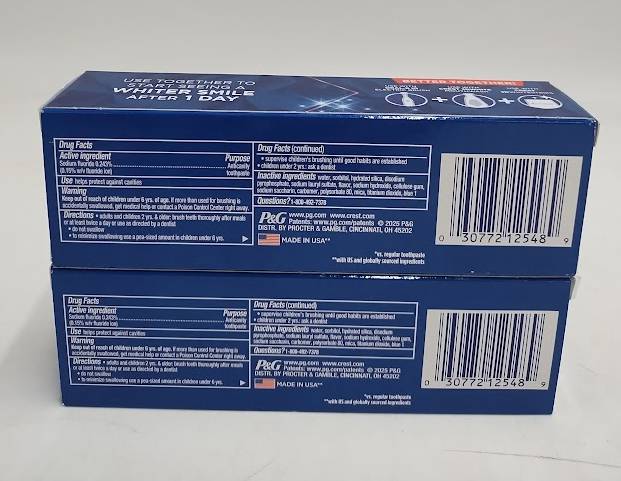 USE TOGETHER TO
START SEEING A
WHITER SMILE
AFTER 1 DAY
BETTER TOGETHER!
+ +
Drug Facts
Active ingredient Purpose
Sodium fluoride 0.243% Anticavity
(0.15% w/v fluoride ion) toothpaste
Use helps protect against cavities
Warning
Keep out of reach of children under 6 yrs. of age. If more than used for brushing is
accidentally swallowed, get medical help or contact a Poison Control Center right away.
Directions • adults and children 2 yrs. & older: brush teeth thoroughly after meals
or at least twice a day or use as directed by a dentist
• do not swallow
• to minimize swallowing use a pea-sized amount in children under 6 yrs.
Drug Facts (continued)
• supervise children's brushing until good habits are established
• children under 2 yrs.: ask a dentist
Inactive ingredients water, sorbitol, hydrated silica, disodium
pyrophosphate, sodium lauryl sulfate, flavor, sodium hydroxide, cellulose gum,
sodium saccharin, carbomer, polysorbate 80, mica, titanium dioxide, blue 1
Questions? 1-800-492-7378
P&G www.pg.com www.crest.com
Patents: www.pg.com/patents © 2025 P&G
DISTR. BY PROCTER & GAMBLE, CINCINNATI, OH 45202
MADE IN USA**
*vs. regular toothpaste
**with US and globally sourced ingredients
0 30772 12548 9
Drug Facts
Active ingredient Purpose
Sodium fluoride 0.243% Anticavity
(0.15% w/v fluoride ion) toothpaste
Use helps protect against cavities
Warning
Keep out of reach of children under 6 yrs. of age. If more than used for brushing is
accidentally swallowed, get medical help or contact a Poison Control Center right away.
Directions • adults and children 2 yrs. & older: brush teeth thoroughly after meals
or at least twice a day or use as directed by a dentist
• do not swallow
• to minimize swallowing use a pea-sized amount in children under 6 yrs.
Drug Facts (continued)
• supervise children's brushing until good habits are established
• children under 2 yrs.: ask a dentist
Inactive ingredients water, sorbitol, hydrated silica, disodium
pyrophosphate, sodium lauryl sulfate, flavor, sodium hydroxide, cellulose gum,
sodium saccharin, carbomer, polysorbate 80, mica, titanium dioxide, blue 1
Questions? 1-800-492-7378
P&G www.pg.com www.crest.com
Patents: www.pg.com/patents © 2025 P&G
DISTR. BY PROCTER & GAMBLE, CINCINNATI, OH 45202
MADE IN USA**
*vs. regular toothpaste
**with US and globally sourced ingredients
0 30772 12548 9